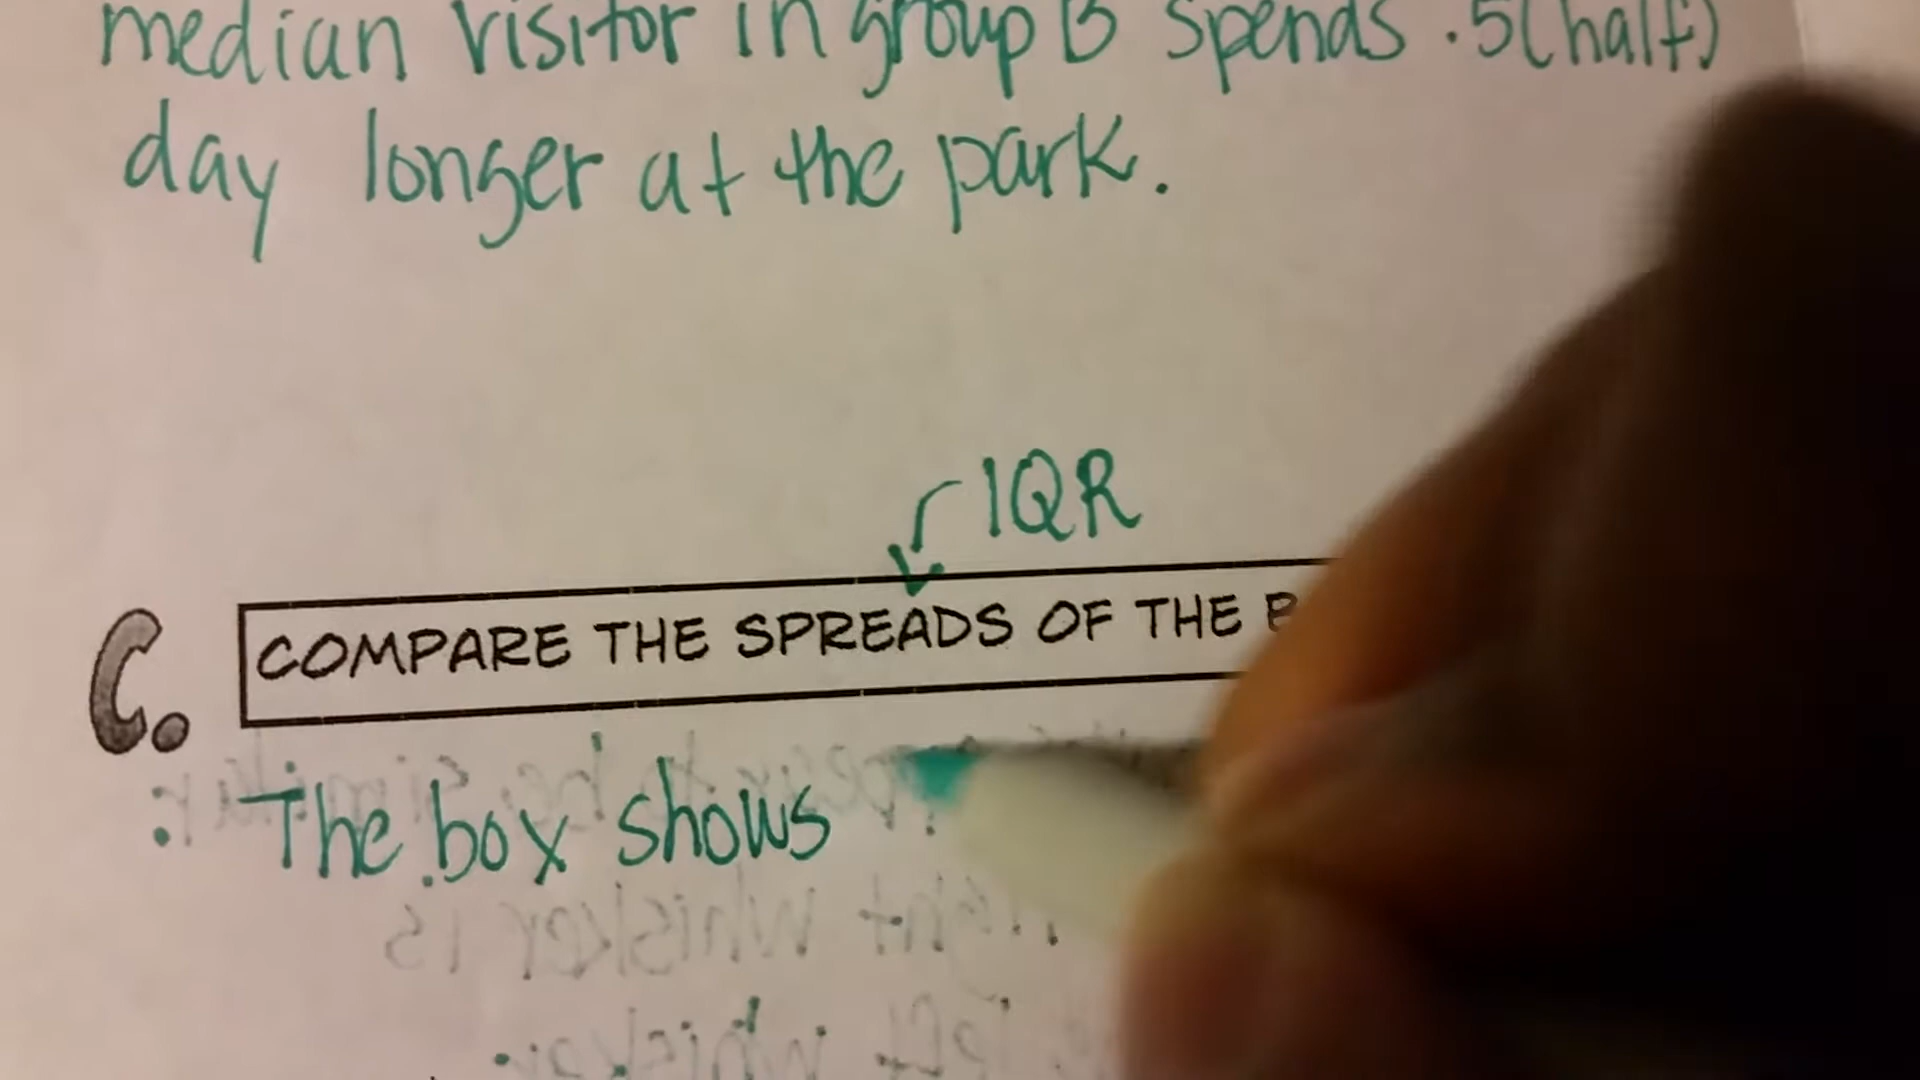 median visitor in group B spends .5(half)
day longer at the park.
IQR
C. COMPARE THE SPREADS OF THE
The box shows